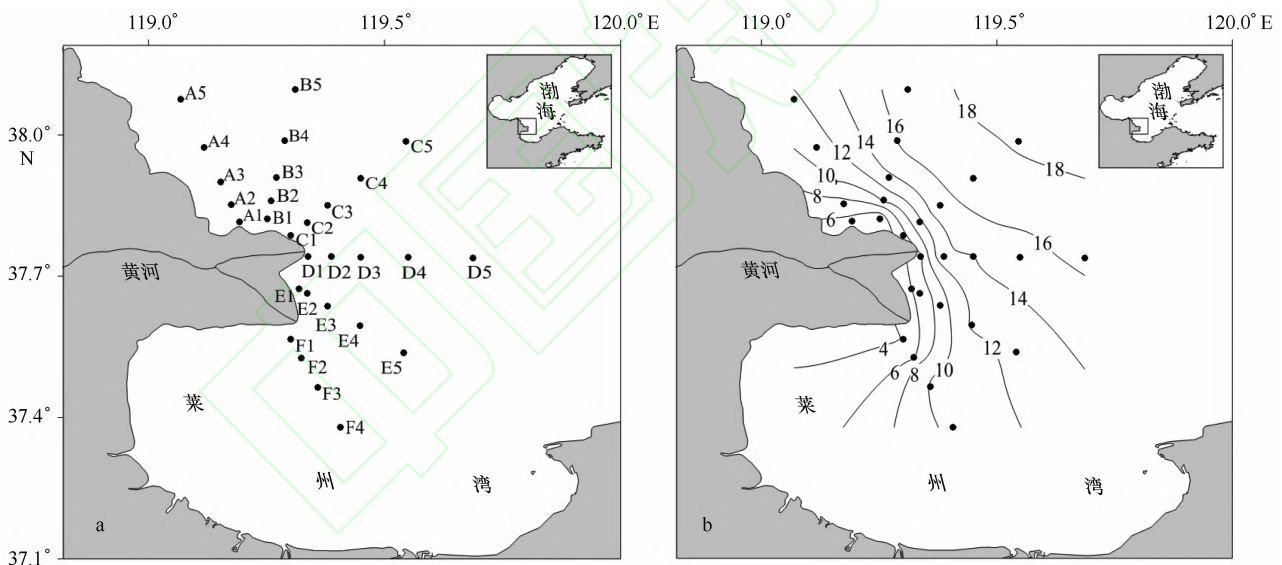 119.0° 119.5° 120.0° E 119.0° 119.5° 120.0° E
渤
海
渤
海
38.0°
N
37.7°
37.4°
37.1°
A5
B5
A4
B4
C5
A3
B3
C4
A2
B2
C3
A1
B1
C2
C1
黄河
D1 D2 D3 D4 D5
E1
E2
E3
E4
E5
F1
F2
F3
F4
莱
州
湾
a
18
16
14
12
10
8
6
18
16
14
黄河
4
6
8
10
12
莱
州
湾
b